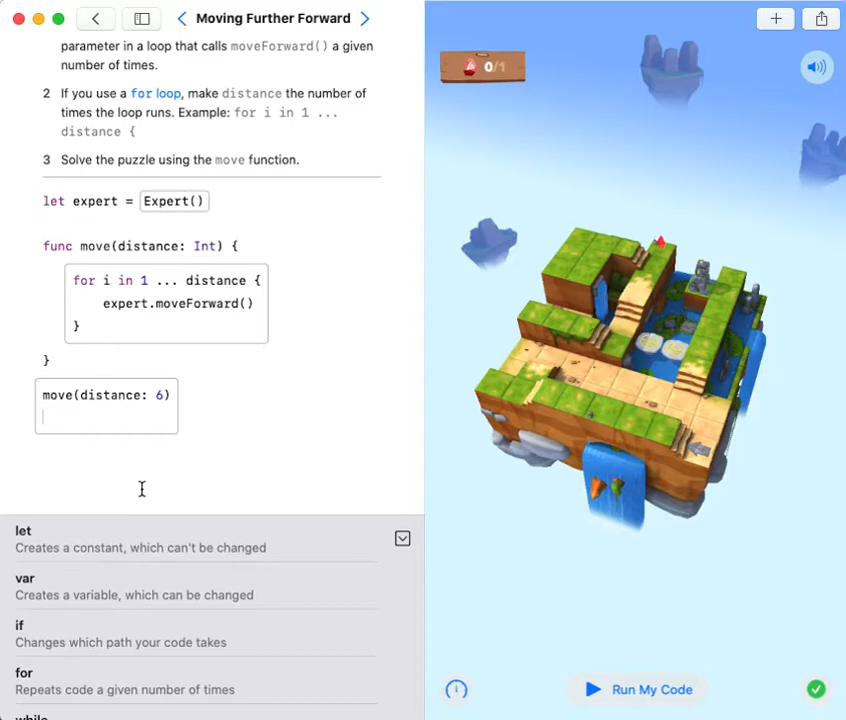 Moving Further Forward
parameter in a loop that calls moveForward() a given
number of times.
2 If you use a for loop, make distance the number of
times the loop runs. Example: for i in 1 ...
distance {
3 Solve the puzzle using the move function.
let expert = Expert()
func move(distance: Int) {
for i in 1 ... distance {
expert.moveForward()
}
}
move(distance: 6)
let
Creates a constant, which can't be changed
var
Creates a variable, which can be changed
if
Changes which path your code takes
for
Repeats code a given number of times
while
0/1
Run My Code